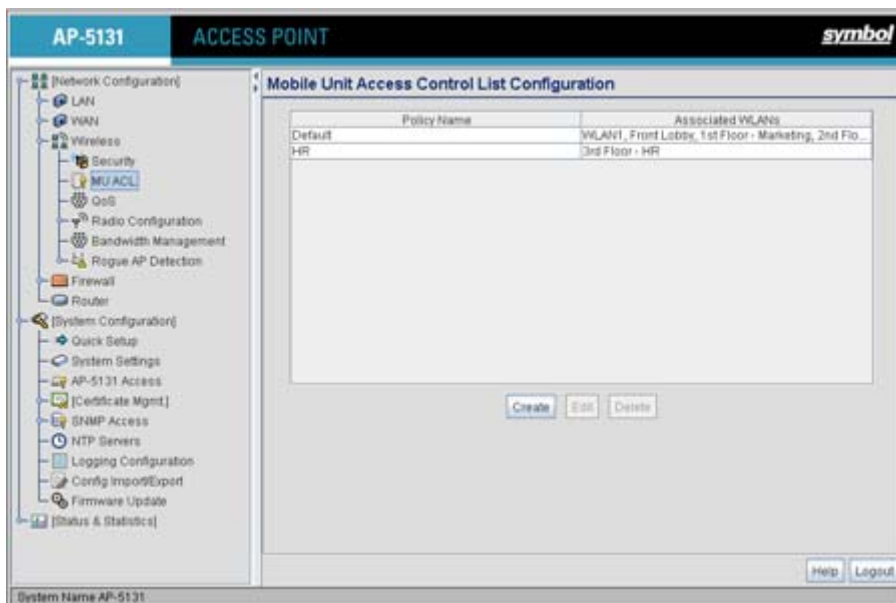 AP-5131 ACCESS POINT symbol
[Network Configuration]
LAN
WAN
Wireless
Security
MU ACL
QoS
Radio Configuration
Bandwidth Management
Rogue AP Detection
Firewall
Router
[System Configuration]
Quick Setup
System Settings
AP-5131 Access
[Certificate Mgmt.]
SNMP Access
NTP Servers
Logging Configuration
Config Import/Export
Firmware Update
[Status & Statistics]
Mobile Unit Access Control List Configuration
Policy Name Associated WLANs
Default WLAN1, Front Lobby, 1st Floor - Marketing, 2nd Flo...
HR 3rd Floor - HR
Create Edit Delete
Help Logout
System Name AP-5131